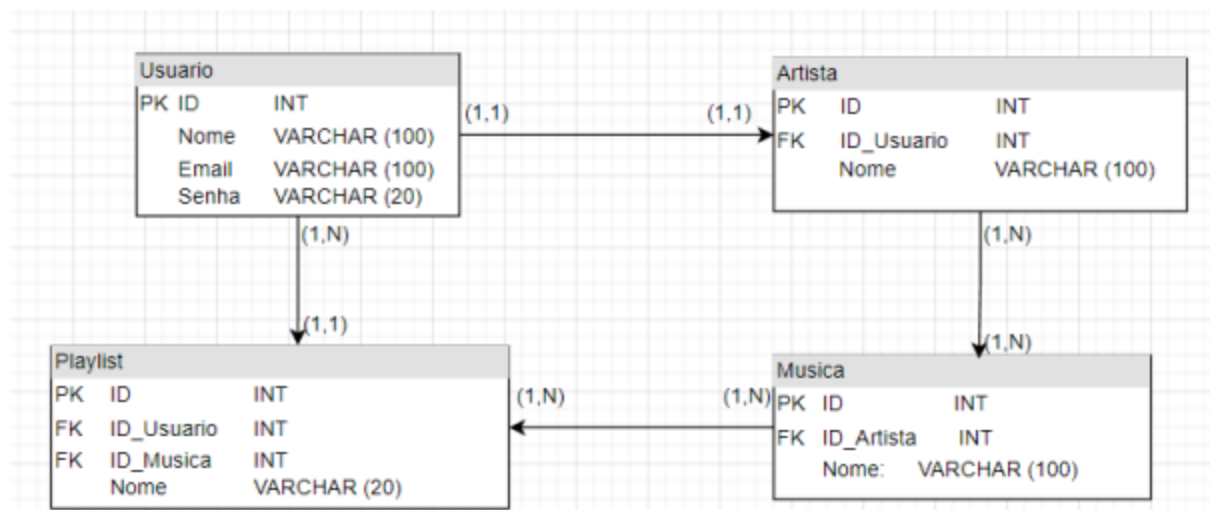 Usuario
PK ID INT
Nome VARCHAR (100)
Email VARCHAR (100)
Senha VARCHAR (20)
(1,1)
(1,1)
Artista
PK ID INT
FK ID_Usuario INT
Nome VARCHAR (100)
(1,N)
(1,1)
(1,N)
(1,N)
Playlist
PK ID INT
FK ID_Usuario INT
FK ID_Musica INT
Nome VARCHAR (20)
(1,N)
(1,N)
Musica
PK ID INT
FK ID_Artista INT
Nome: VARCHAR (100)